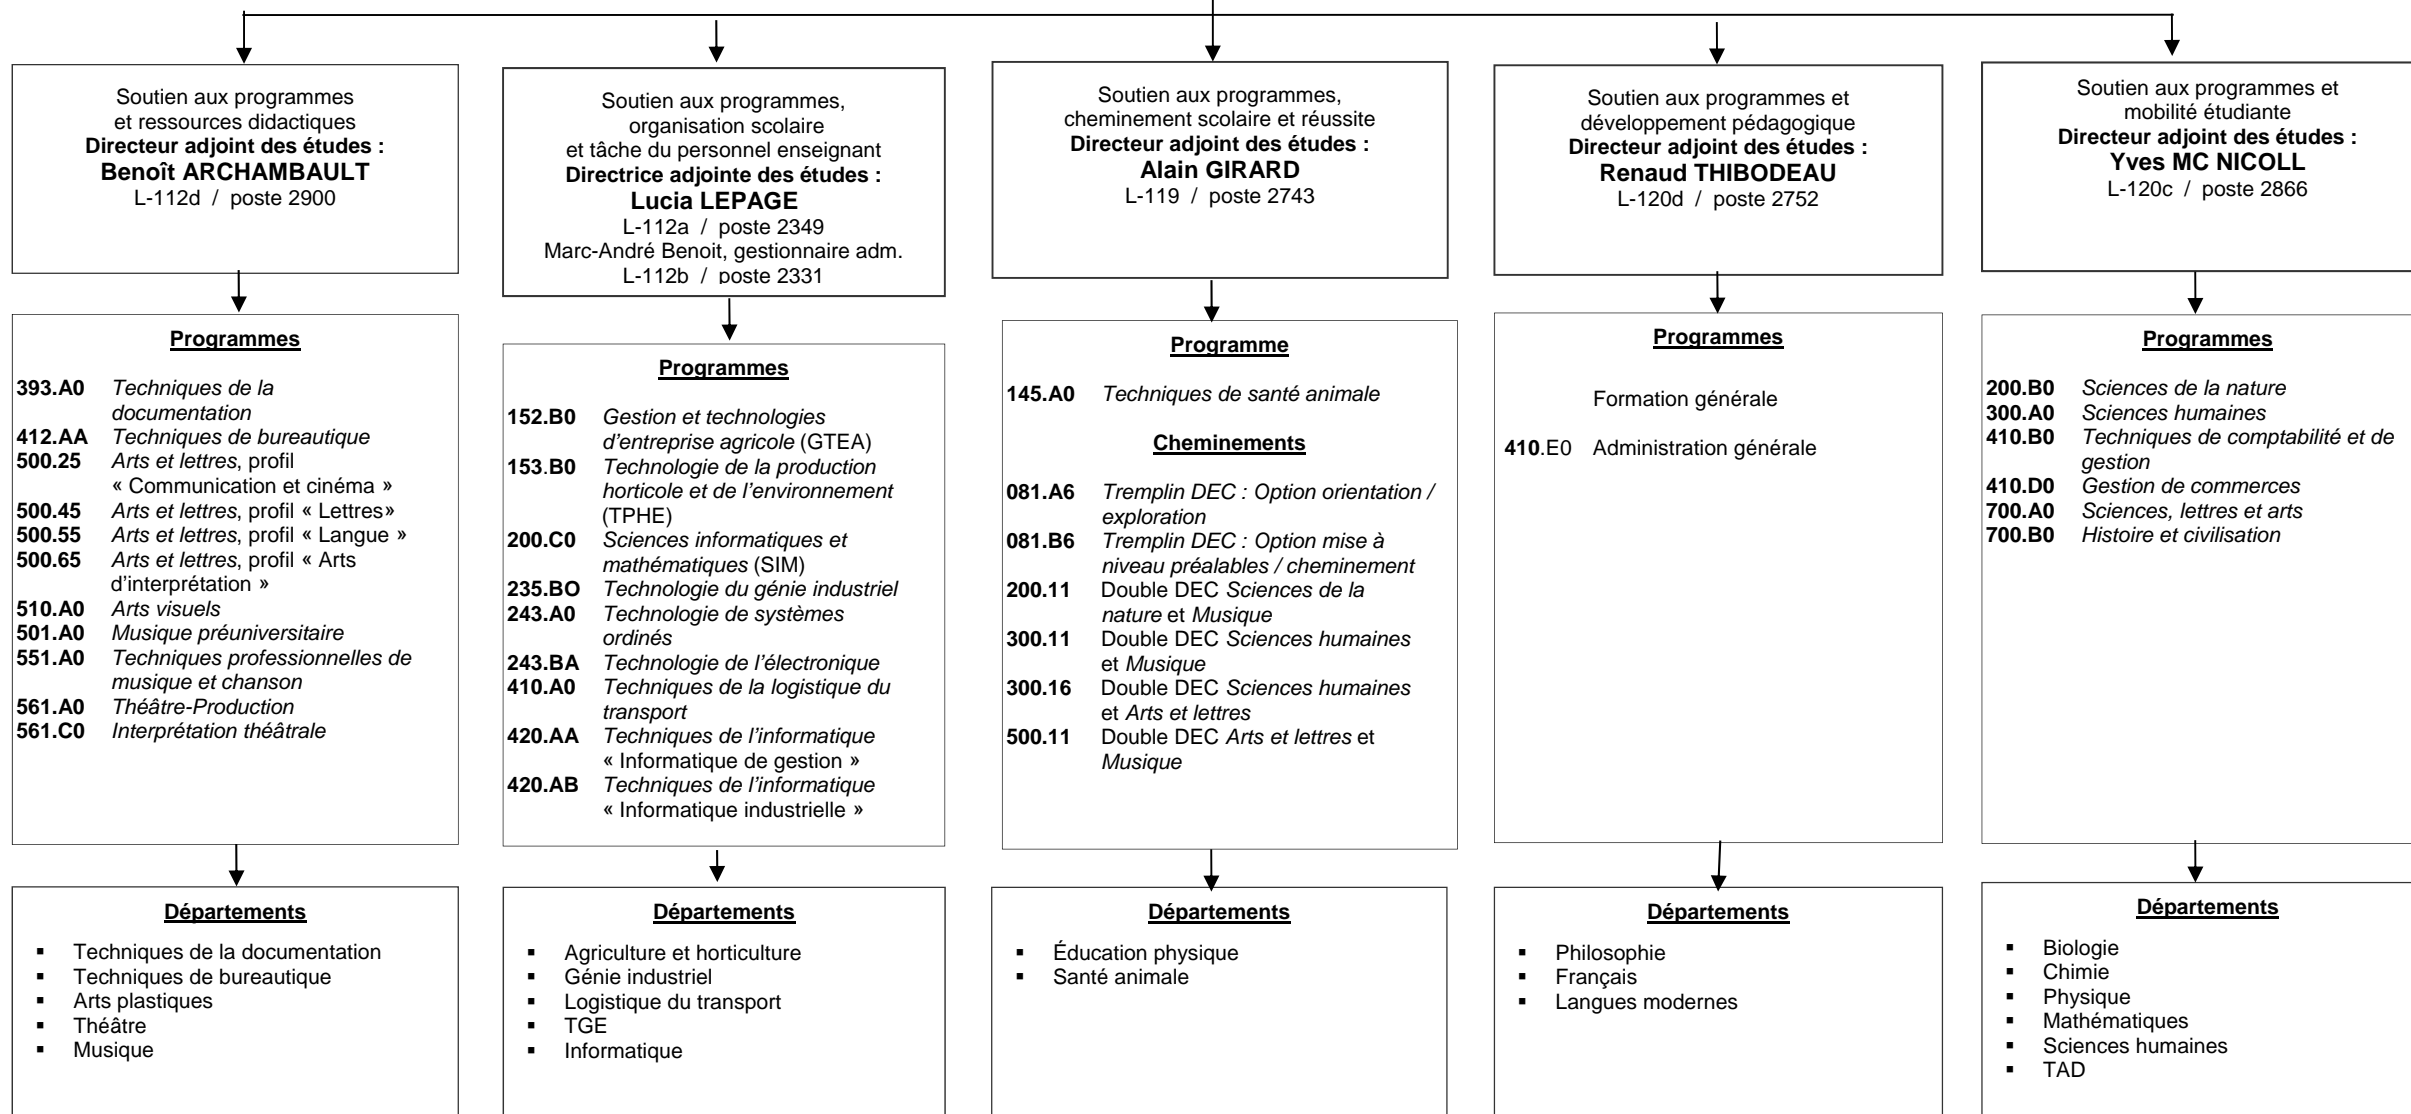 Soutien aux programmes
et ressources didactiques
Directeur adjoint des études :
Benoît ARCHAMBAULT
L-112d / poste 2900
Soutien aux programmes,
organisation scolaire
et tâche du personnel enseignant
Directrice adjointe des études :
Lucia LEPAGE
L-112a / poste 2349
Marc-André Benoit, gestionnaire adm.
L-112b / poste 2331
Soutien aux programmes,
cheminement scolaire et réussite
Directeur adjoint des études :
Alain GIRARD
L-119 / poste 2743
Soutien aux programmes et
développement pédagogique
Directeur adjoint des études :
Renaud THIBODEAU
L-120d / poste 2752
Soutien aux programmes et
mobilité étudiante
Directeur adjoint des études :
Yves MC NICOLL
L-120c / poste 2866
Programmes
393.A0 Techniques de la
documentation
412.AA Techniques de bureautique
500.25 Arts et lettres, profil
« Communication et cinéma »
500.45 Arts et lettres, profil « Lettres»
500.55 Arts et lettres, profil « Langue »
500.65 Arts et lettres, profil « Arts
d'interprétation »
510.A0 Arts visuels
501.A0 Musique préuniversitaire
551.A0 Techniques professionnelles de
musique et chanson
561.A0 Théâtre-Production
561.C0 Interprétation théâtrale
Programmes
152.B0 Gestion et technologies
d'entreprise agricole (GTEA)
153.B0 Technologie de la production
horticole et de l'environnement
(TPHE)
200.C0 Sciences informatiques et
mathématiques (SIM)
235.BO Technologie du génie industriel
243.A0 Technologie de systèmes
ordinés
243.BA Technologie de l'électronique
410.A0 Techniques de la logistique du
transport
420.AA Techniques de l'informatique
« Informatique de gestion »
420.AB Techniques de l'informatique
« Informatique industrielle »
Programme
145.A0 Techniques de santé animale
Cheminements
081.A6 Tremplin DEC : Option orientation /
exploration
081.B6 Tremplin DEC : Option mise à
niveau préalables / cheminement
200.11 Double DEC Sciences de la
nature et Musique
300.11 Double DEC Sciences humaines
et Musique
300.16 Double DEC Sciences humaines
et Arts et lettres
500.11 Double DEC Arts et lettres et
Musique
Programmes
Formation générale
410.E0 Administration générale
Programmes
200.B0 Sciences de la nature
300.A0 Sciences humaines
410.B0 Techniques de comptabilité et de
gestion
410.D0 Gestion de commerces
700.A0 Sciences, lettres et arts
700.B0 Histoire et civilisation
Départements
▪ Techniques de la documentation
▪ Techniques de bureautique
▪ Arts plastiques
▪ Théâtre
▪ Musique
Départements
▪ Agriculture et horticulture
▪ Génie industriel
▪ Logistique du transport
▪ TGE
▪ Informatique
Départements
▪ Éducation physique
▪ Santé animale
Départements
▪ Philosophie
▪ Français
▪ Langues modernes
Départements
▪ Biologie
▪ Chimie
▪ Physique
▪ Mathématiques
▪ Sciences humaines
▪ TAD